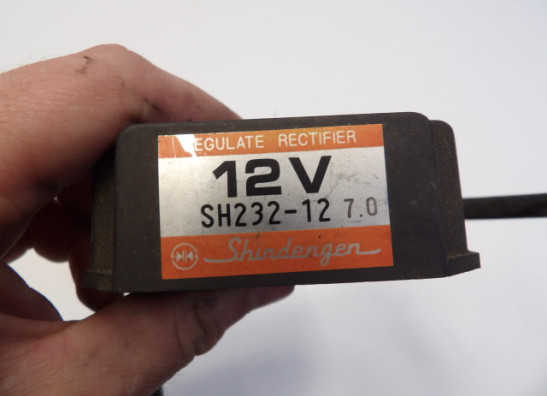 EGULATE RECTIFIER
12V
SH232-12 7.0
Shindengen